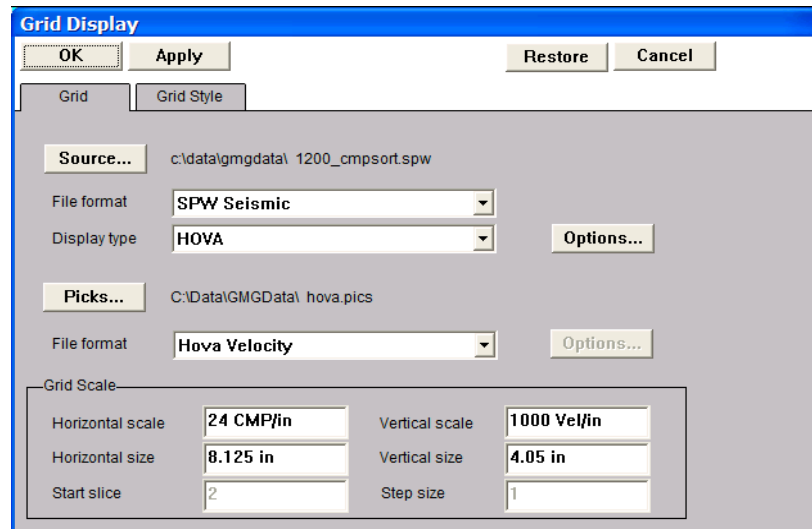 Grid Display
OK Apply Restore Cancel
Grid Grid Style
Source... c:\data\gmgdata\ 1200_cmpsort.spw
File format SPW Seismic
Display type HOVA Options...
Picks... C:\Data\GMGData\ hova.pics
File format Hova Velocity Options...
Grid Scale
Horizontal scale 24 CMP/in Vertical scale 1000 Vel/in
Horizontal size 8.125 in Vertical size 4.05 in
Start slice 2 Step size 1